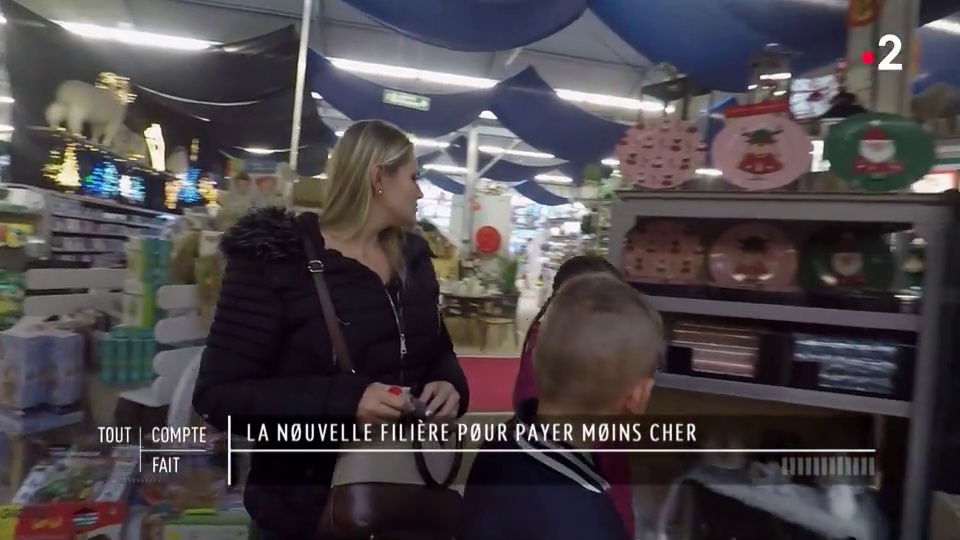 2
LA NØUVELLE FILIÈRE PØUR PAYER MØINS CHER
TOUT COMPTE
FAIT